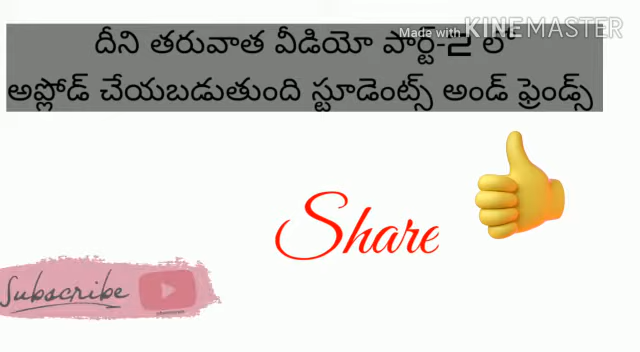 Made with KINEMASTER
దీని తరువాత వీడియో పార్ట్-2 లో
అప్లోడ్ చేయబడుతుంది స్టూడెంట్స్ అండ్ ఫ్రెండ్స్
Share
Subscribe